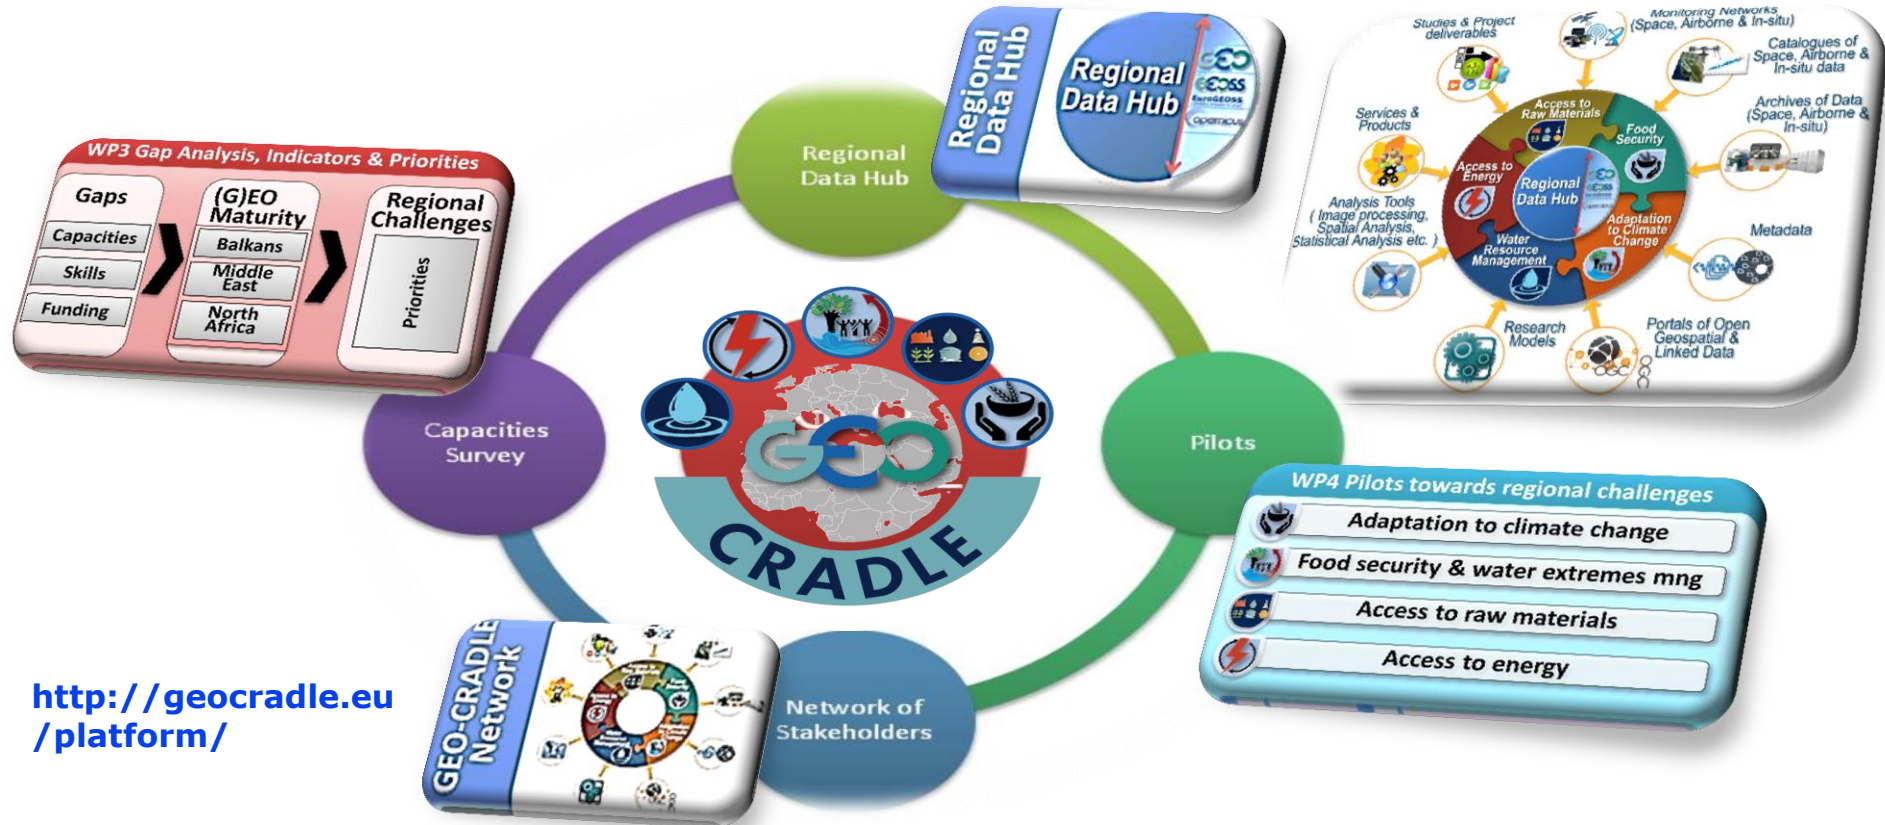 WP3 Gap Analysis, Indicators & Priorities
Gaps
Capacities
Skills
Funding
(G)EO
Maturity
Balkans
Middle
East
North
Africa
Regional
Challenges
Priorities
Regional
Data Hub
Regional
Data Hub
Regional
Data Hub
GEO
GEOSS
EuroGEOSS
Copernicus
Studies & Project
deliverables
Monitoring Networks
(Space, Airborne & In-situ)
Catalogues of
Space, Airborne &
In-situ data
Archives of Data
(Space, Airborne &
In-situ)
Metadata
Portals of Open
Geospatial &
Linked Data
Research
Models
Analysis Tools
( Image processing,
Spatial Analysis,
Statistical Analysis etc. )
Services &
Products
Access to
Raw Materials
Food
Security
Adaptation
to Climate
Change
Water
Resource
Management
Access to
Energy
Regional
Data Hub
OGC
Capacities
Survey
GEO
CRADLE
Pilots
WP4 Pilots towards regional challenges
Adaptation to climate change
Food security & water extremes mng
Access to raw materials
Access to energy
GEO-CRADLE
Network
Network of
Stakeholders
http://geocradle.eu
/platform/